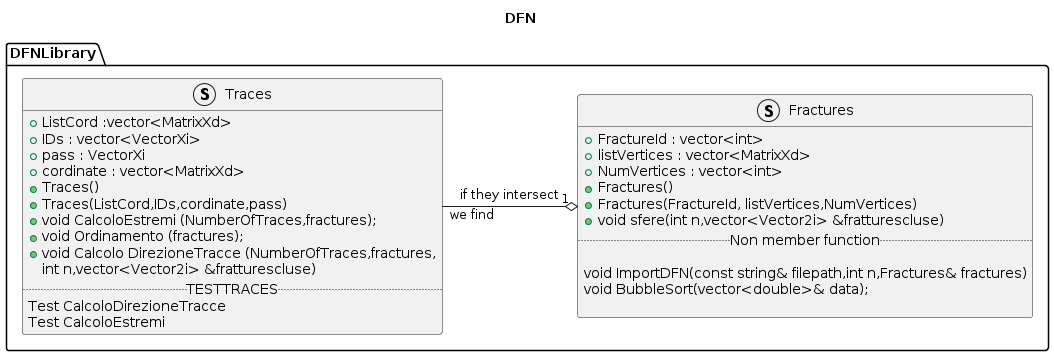 DFN
DFNLibrary
S Traces
ListCord :vector<MatrixXd>
IDs : vector<VectorXi>
pass : VectorXi
cordinate : vector<MatrixXd>
Traces()
Traces(ListCord,IDs,cordinate,pass)
void CalcoloEstremi (NumberOfTraces,fractures);
void Ordinamento (fractures);
void Calcolo DirezioneTracce (NumberOfTraces,fractures,
int n,vector<Vector2i> &fratturescluse)
TESTTRACES
Test CalcoloDirezioneTracce
Test CalcoloEstremi
if they intersect 1
we find
S Fractures
FractureId : vector<int>
listVertices : vector<MatrixXd>
NumVertices : vector<int>
Fractures()
Fractures(FractureId, listVertices,NumVertices)
void sfere(int n,vector<Vector2i> &fratturescluse)
Non member function
void ImportDFN(const string& filepath,int n,Fractures& fractures)
void BubbleSort(vector<double>& data);